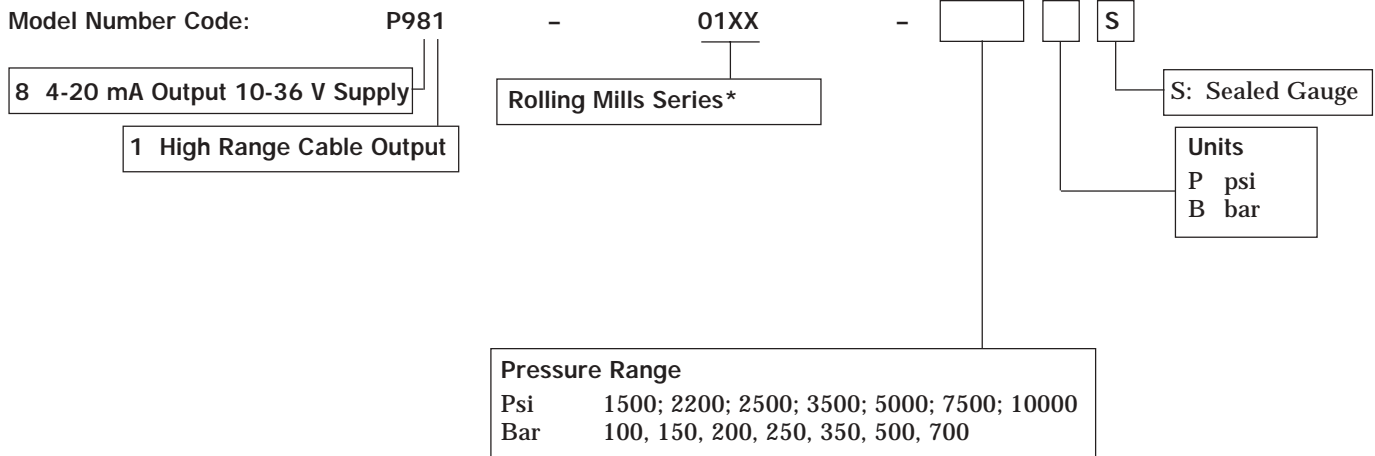 Model Number Code: P981 – 01XX – S
8 4-20 mA Output 10-36 V Supply
Rolling Mills Series*
S: Sealed Gauge
1 High Range Cable Output
Units
P psi
B bar
Pressure Range
Psi 1500; 2200; 2500; 3500; 5000; 7500; 10000
Bar 100, 150, 200, 250, 350, 500, 700